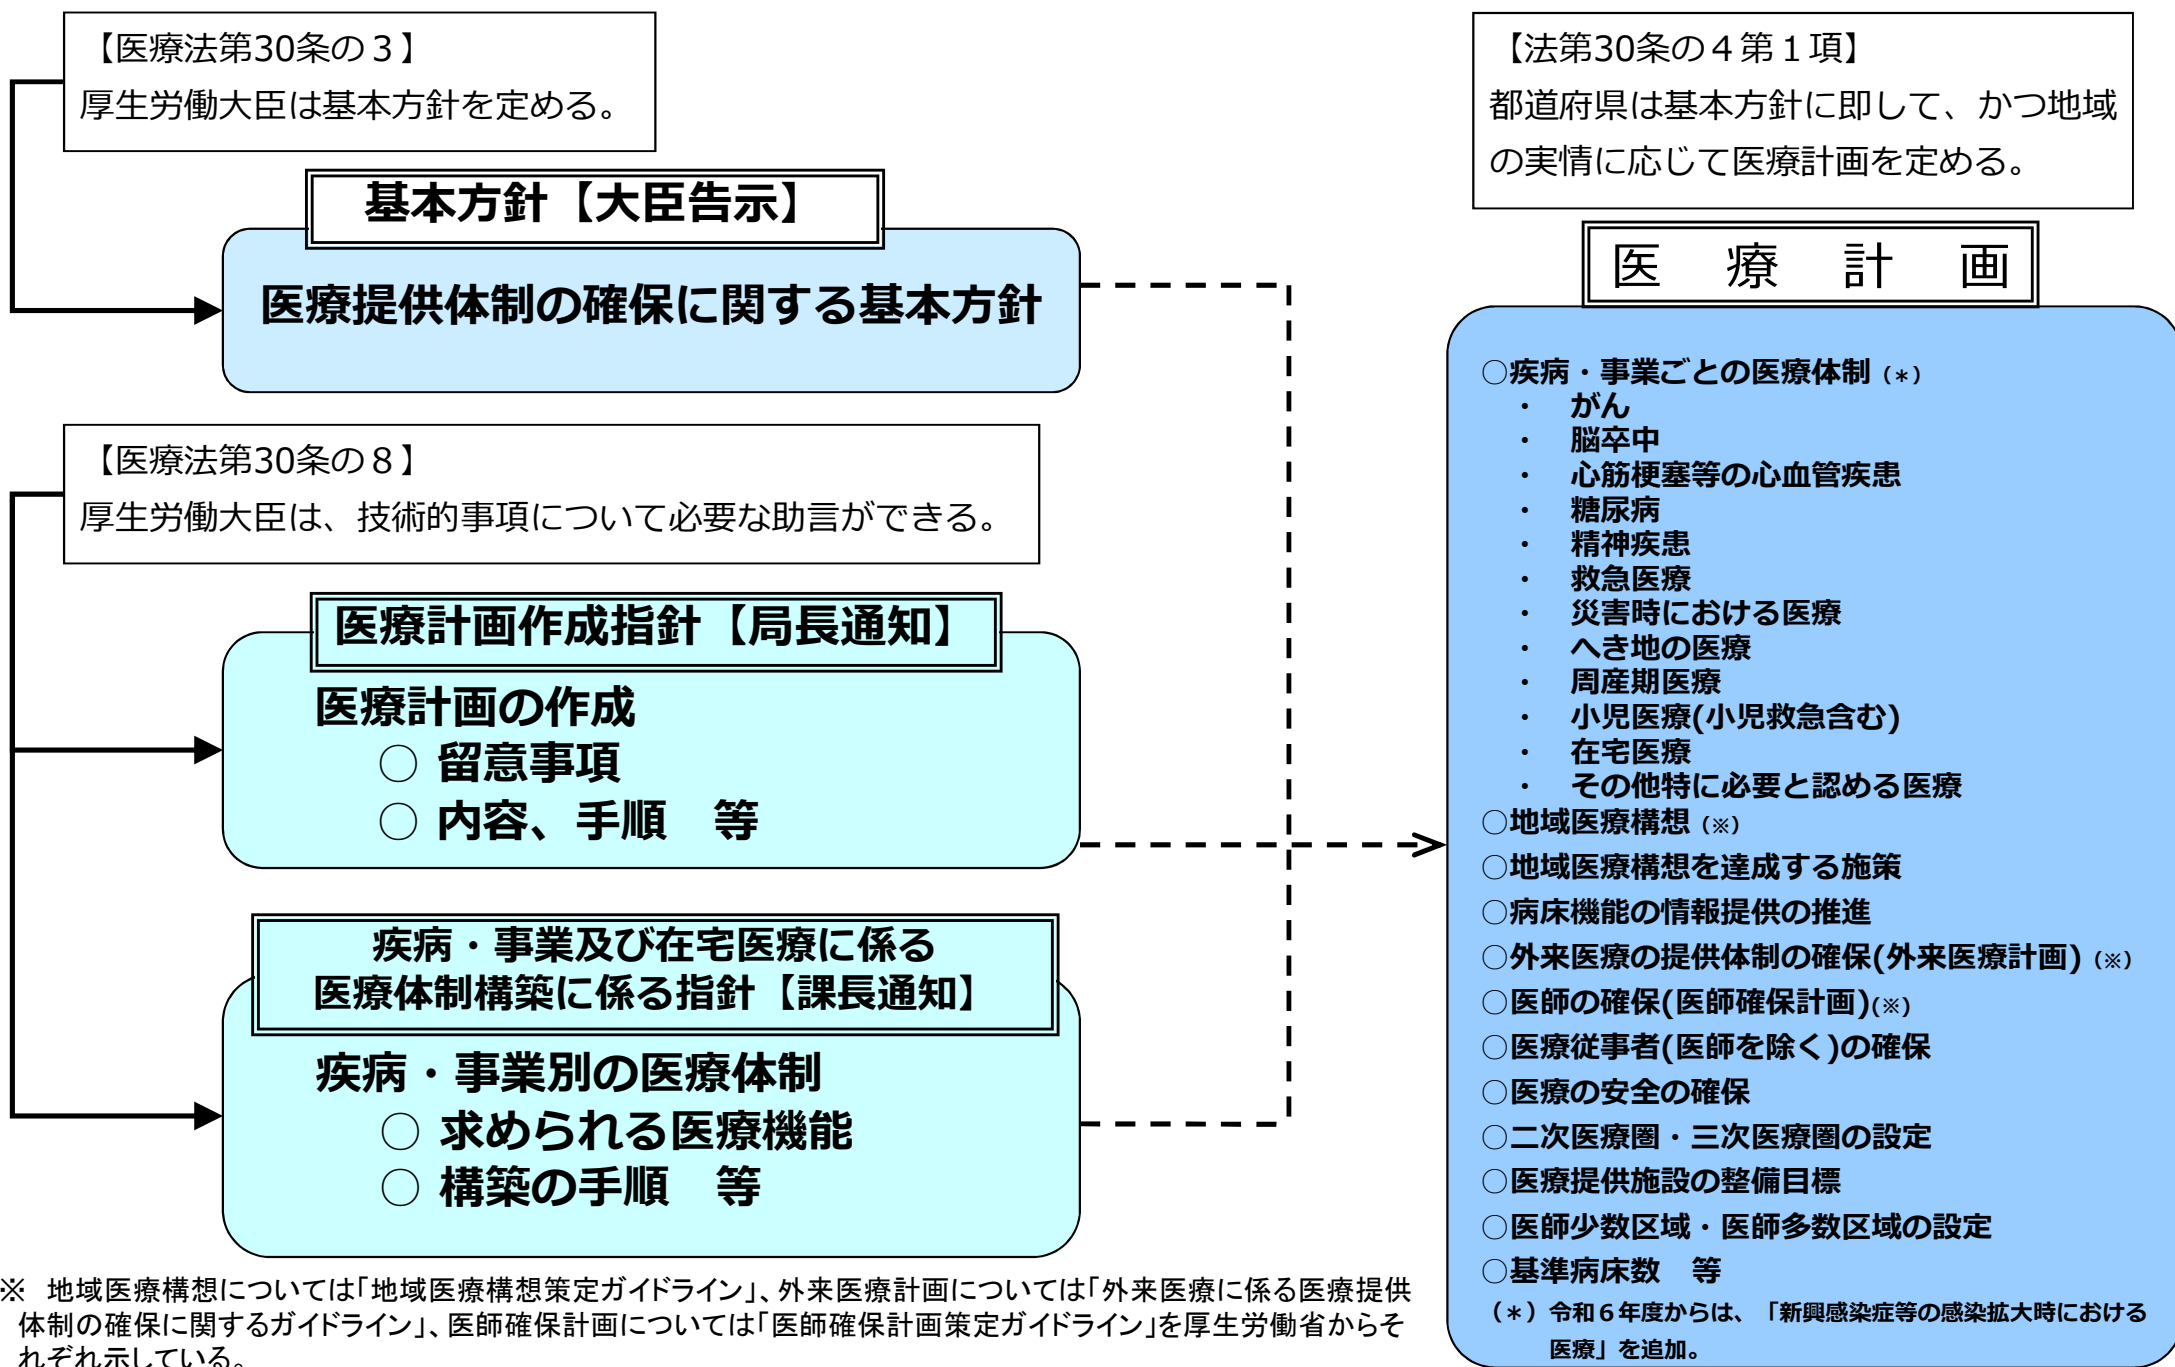 【医療法第30条の３】
厚生労働大臣は基本方針を定める。
基本方針【大臣告示】
医療提供体制の確保に関する基本方針
【医療法第30条の８】
厚生労働大臣は、技術的事項について必要な助言ができる。
医療計画作成指針【局長通知】
医療計画の作成
○ 留意事項
○ 内容、手順　等
疾病・事業及び在宅医療に係る
医療体制構築に係る指針【課長通知】
疾病・事業別の医療体制
○ 求められる医療機能
○ 構築の手順　等
※　地域医療構想については「地域医療構想策定ガイドライン」、外来医療計画については「外来医療に係る医療提供
体制の確保に関するガイドライン」、医師確保計画については「医師確保計画策定ガイドライン」を厚生労働省からそ
れぞれ示している。
【法第30条の４第１項】
都道府県は基本方針に即して、かつ地域
の実情に応じて医療計画を定める。
医　療　計　画
○疾病・事業ごとの医療体制（＊）
・　がん
・　脳卒中
・　心筋梗塞等の心血管疾患
・　糖尿病
・　精神疾患
・　救急医療
・　災害時における医療
・　へき地の医療
・　周産期医療
・　小児医療(小児救急含む)
・　在宅医療
・　その他特に必要と認める医療
○地域医療構想（※）
○地域医療構想を達成する施策
○病床機能の情報提供の推進
○外来医療の提供体制の確保(外来医療計画)（※）
○医師の確保(医師確保計画)(※)
○医療従事者(医師を除く)の確保
○医療の安全の確保
○二次医療圏・三次医療圏の設定
○医療提供施設の整備目標
○医師少数区域・医師多数区域の設定
○基準病床数　等
（＊）令和６年度からは、「新興感染症等の感染拡大時における
医療」を追加。